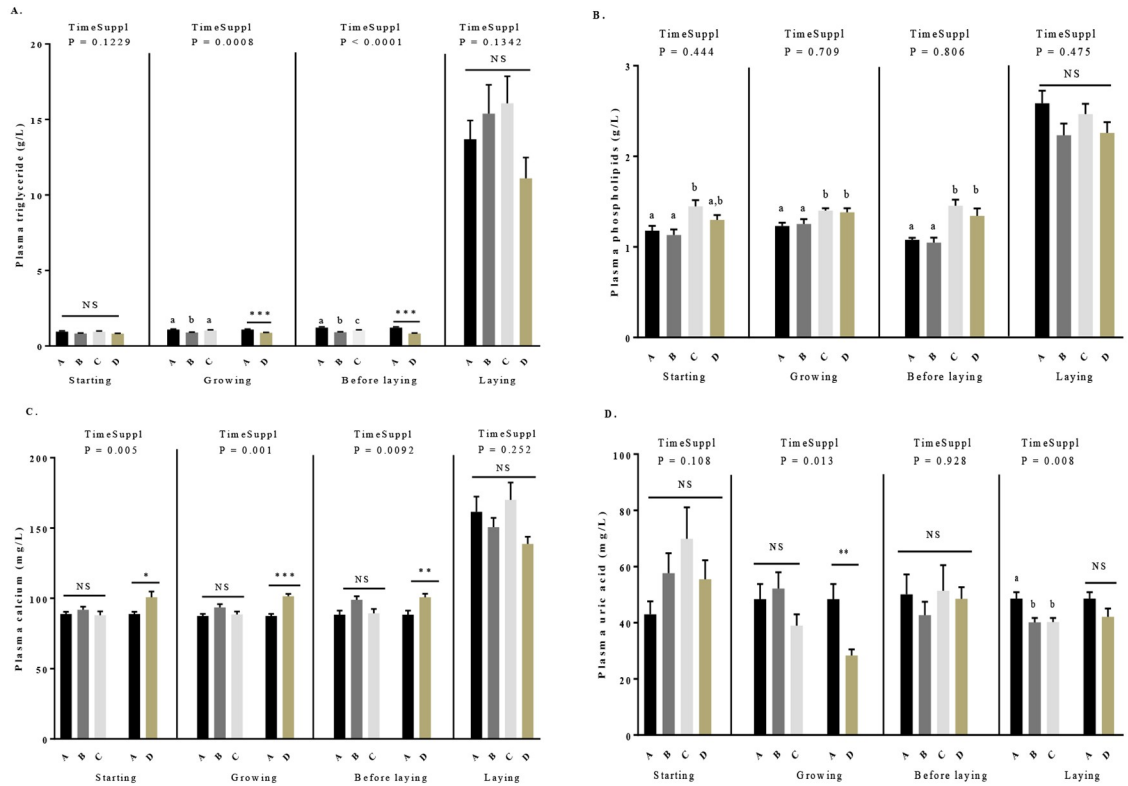 A.
TimeSuppl TimeSuppl TimeSuppl TimeSuppl
P = 0.1229 P = 0.0008 P < 0.0001 P = 0.1342
NS
20
15
10
5
0
Plasma triglyceride (g/L)
NS
a b a
***
a b c
***
A B C D A B C A D A B C A D A B C D
Starting Growing Before laying Laying
B.
TimeSuppl TimeSuppl TimeSuppl TimeSuppl
P = 0.444 P = 0.709 P = 0.806 P = 0.475
NS
3
2
1
0
Plasma phospholipids (g/L)
a a b a,b
a a b b
a a b b
A B C D A B C D A B C D A B C D
Starting Growing Before laying Laying
C.
TimeSuppl TimeSuppl TimeSuppl TimeSuppl
P = 0.005 P = 0.001 P = 0.0092 P = 0.252
NS
200
150
100
50
0
Plasma calcium (mg/L)
NS
*
NS
***
NS
**
A B C A D A B C A D A B C A D A B C D
Starting Growing Before laying Laying
D.
TimeSuppl TimeSuppl TimeSuppl TimeSuppl
P = 0.108 P = 0.013 P = 0.928 P = 0.008
100
80
60
40
20
0
Plasma uric acid (mg/L)
NS
NS
**
NS
a b b
NS
A B C D A B C A D A B C D A B C A D
Starting Growing Before laying Laying